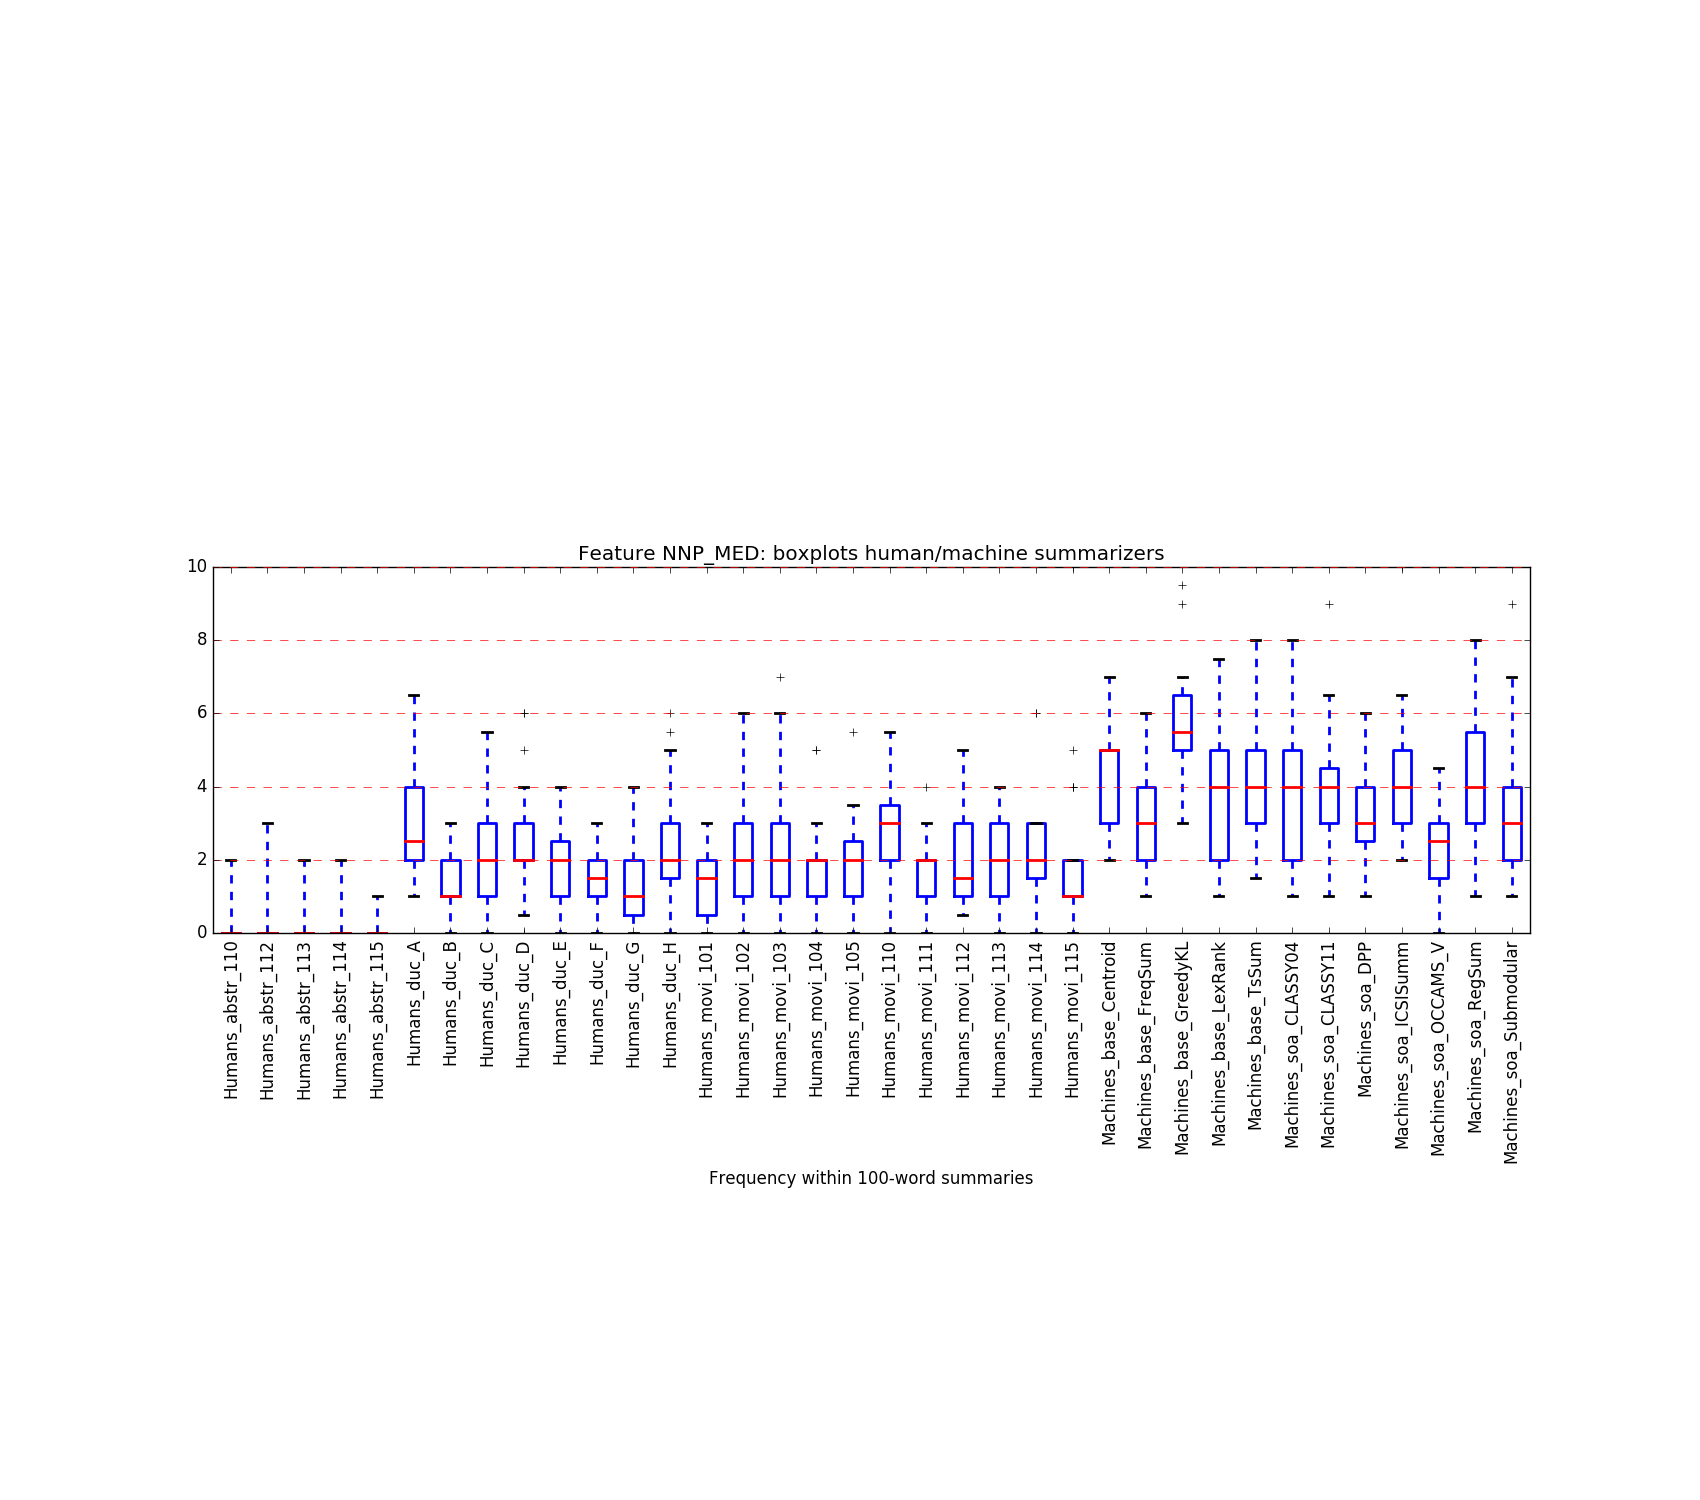 Feature NNP_MED: boxplots human/machine summarizers
10
8
6
4
2
0
Humans_abstr_110
Humans_abstr_112
Humans_abstr_113
Humans_abstr_114
Humans_abstr_115
Humans_duc_A
Humans_duc_B
Humans_duc_C
Humans_duc_D
Humans_duc_E
Humans_duc_F
Humans_duc_G
Humans_duc_H
Humans_movi_101
Humans_movi_102
Humans_movi_103
Humans_movi_104
Humans_movi_105
Humans_movi_110
Humans_movi_111
Humans_movi_112
Humans_movi_113
Humans_movi_114
Humans_movi_115
Machines_base_Centroid
Machines_base_FreqSum
Machines_base_GreedyKL
Machines_base_LexRank
Machines_base_TsSum
Machines_soa_CLASSY04
Machines_soa_CLASSY11
Machines_soa_DPP
Machines_soa_ICSISumm
Machines_soa_OCCAMS_V
Machines_soa_RegSum
Machines_soa_Submodular
Frequency within 100-word summaries